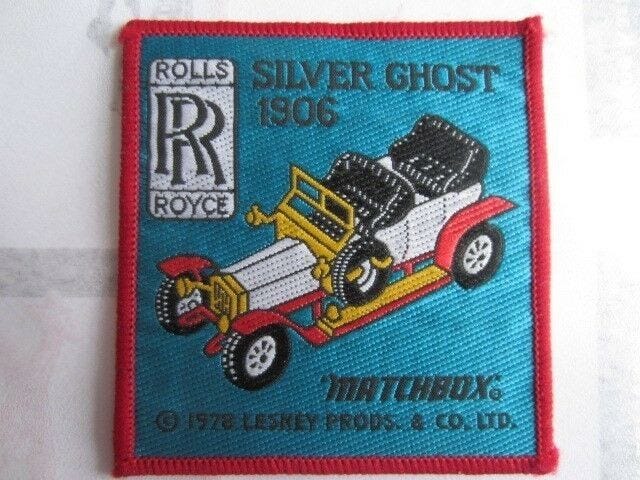 ROLLS
RR
ROYCE
SILVER GHOST
1906
"MATCHBOX"®
© 1978 LESNEY PRODS. & CO. LTD.